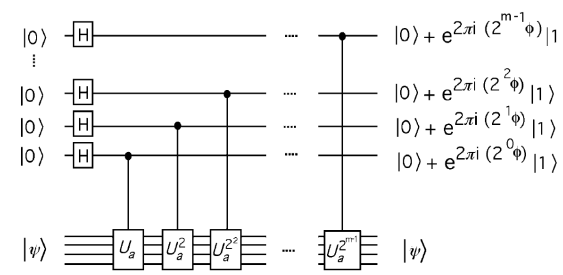 |0⟩ H .... |0⟩ + e^{2πi (2^{m-1}φ)}|1
⋮
|0⟩ H .... |0⟩ + e^{2πi (2^2φ)}|1⟩
|0⟩ H .... |0⟩ + e^{2πi (2^1φ)}|1⟩
|0⟩ H .... |0⟩ + e^{2πi (2^0φ)}|1⟩
|ψ⟩ U_a U_a^2 U_a^{2^2} .... U_a^{2^{m-1}} |ψ⟩